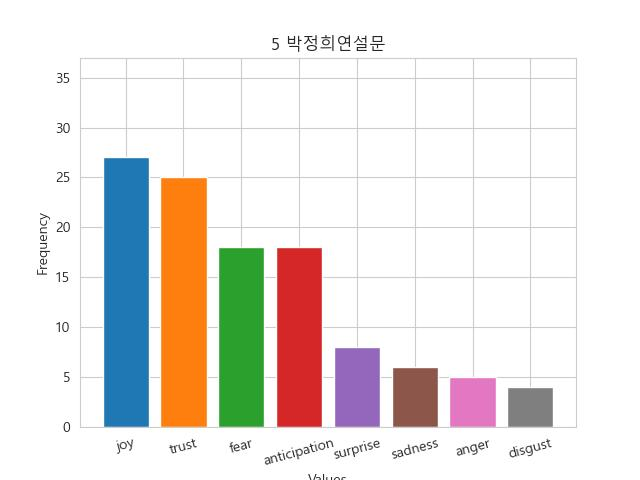 5 박정희연설문
Frequency
35
30
25
20
15
10
5
0
joy trust fear anticipation surprise sadness anger disgust
Values